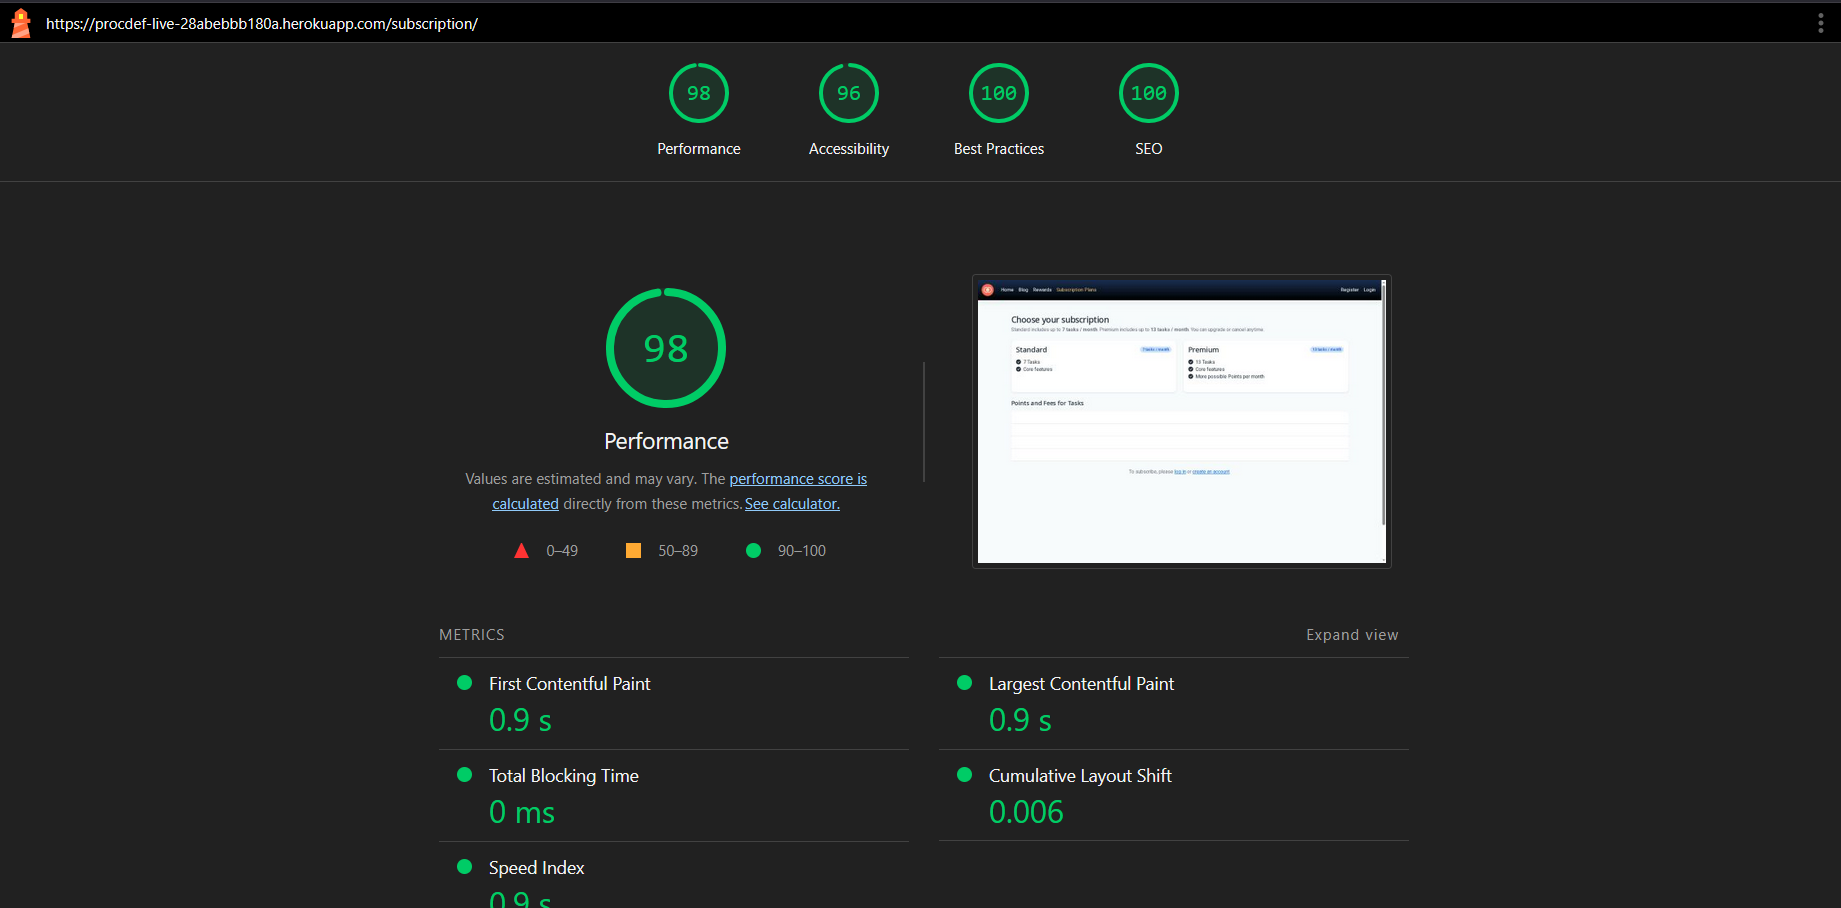 https://procdef-live-28abebbb180a.herokuapp.com/subscription/
98
96
100
100
Performance
Accessibility
Best Practices
SEO
98
Performance
Values are estimated and may vary. The performance score is
calculated directly from these metrics. See calculator.
0–49
50–89
90–100
Home Blog Rewards Subscription Plans
Register Login
Choose your subscription
Standard includes up to 7 tasks / month. Premium includes up to 13 tasks / month. You can upgrade or cancel anytime.
Standard
7 tasks / month
7 Tasks
Core features
Premium
13 tasks / month
13 Tasks
Core features
More possible Points per month
Points and Fees for Tasks
To subscribe, please log in or create an account
METRICS
Expand view
First Contentful Paint
0.9 s
Largest Contentful Paint
0.9 s
Total Blocking Time
0 ms
Cumulative Layout Shift
0.006
Speed Index
0.9 s